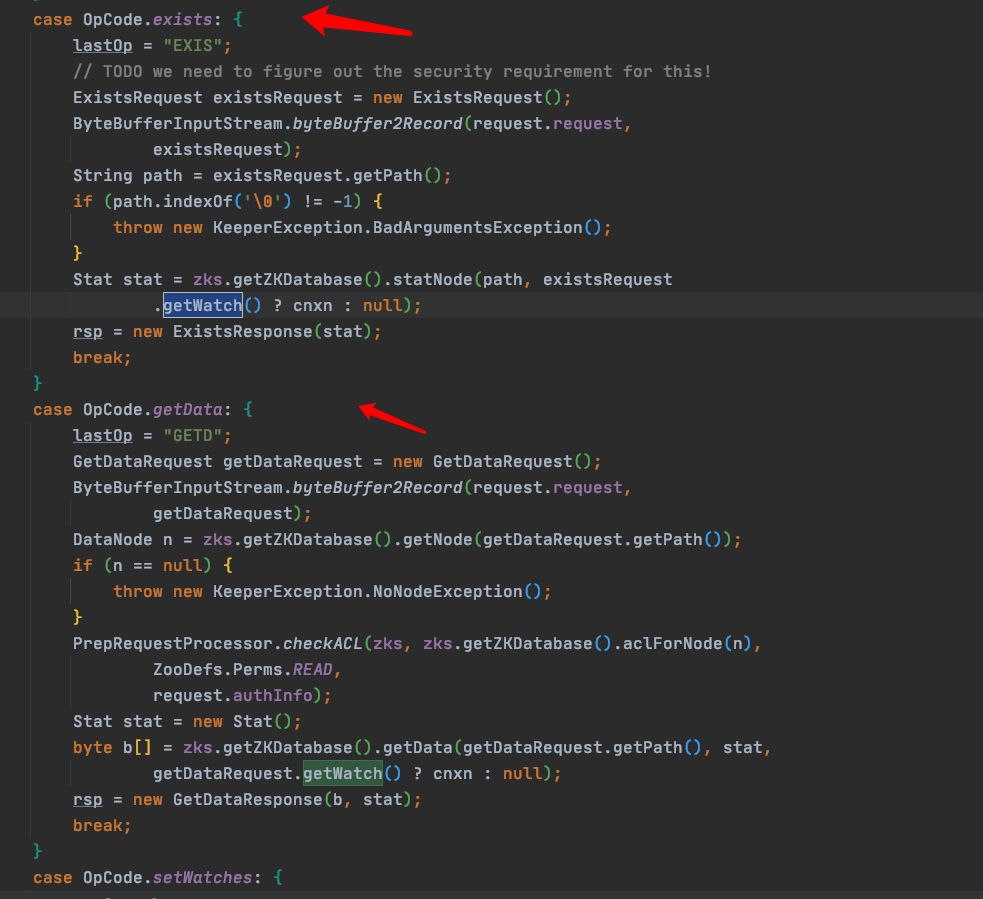 case OpCode.exists: {
lastOp = "EXIS";
// TODO we need to figure out the security requirement for this!
ExistsRequest existsRequest = new ExistsRequest();
ByteBufferInputStream.byteBuffer2Record(request.request,
existsRequest);
String path = existsRequest.getPath();
if (path.indexOf('\0') != -1) {
throw new KeeperException.BadArgumentsException();
}
Stat stat = zks.getZKDatabase().statNode(path, existsRequest
.getWatch() ? cnxn : null);
rsp = new ExistsResponse(stat);
break;
}
case OpCode.getData: {
lastOp = "GETD";
GetDataRequest getDataRequest = new GetDataRequest();
ByteBufferInputStream.byteBuffer2Record(request.request,
getDataRequest);
DataNode n = zks.getZKDatabase().getNode(getDataRequest.getPath());
if (n == null) {
throw new KeeperException.NoNodeException();
}
PrepRequestProcessor.checkACL(zks, zks.getZKDatabase().aclForNode(n),
ZooDefs.Perms.READ,
request.authInfo);
Stat stat = new Stat();
byte b[] = zks.getZKDatabase().getData(getDataRequest.getPath(), stat,
getDataRequest.getWatch() ? cnxn : null);
rsp = new GetDataResponse(b, stat);
break;
}
case OpCode.setWatches: {